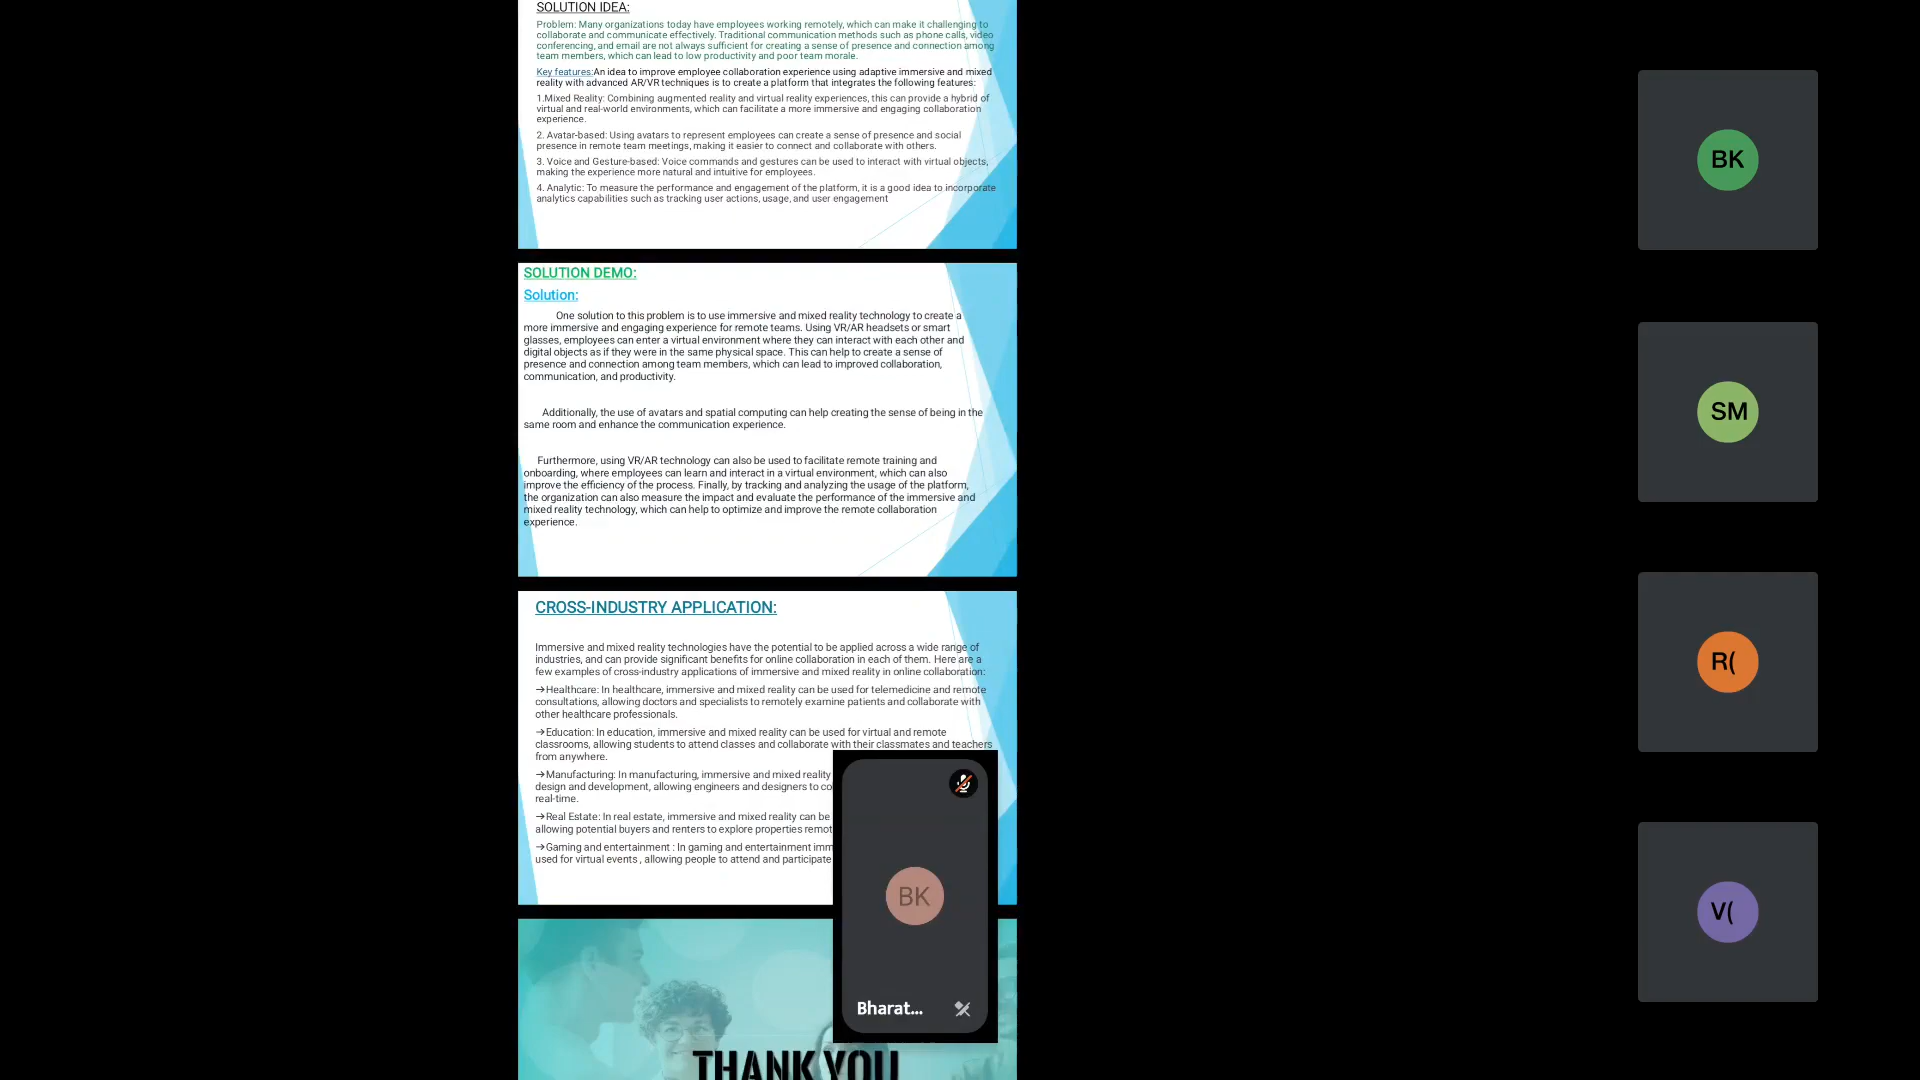 SOLUTION IDEA:
Problem: Many organizations today have employees working remotely, which can make it challenging to
collaborate and communicate effectively. Traditional communication methods such as phone calls, video
conferencing, and email are not always sufficient for creating a sense of presence and connection among
team members, which can lead to low productivity and poor team morale.
Key features:An idea to improve employee collaboration experience using adaptive immersive and mixed
reality with advanced AR/VR techniques is to create a platform that integrates the following features:
1.Mixed Reality: Combining augmented reality and virtual reality experiences, this can provide a hybrid of
virtual and real-world environments, which can facilitate a more immersive and engaging collaboration
experience.
2. Avatar-based: Using avatars to represent employees can create a sense of presence and social
presence in remote team meetings, making it easier to connect and collaborate with others.
3. Voice and Gesture-based: Voice commands and gestures can be used to interact with virtual objects,
making the experience more natural and intuitive for employees.
4. Analytic: To measure the performance and engagement of the platform, it is a good idea to incorporate
analytics capabilities such as tracking user actions, usage, and user engagement
SOLUTION DEMO:
Solution:
One solution to this problem is to use immersive and mixed reality technology to create a
more immersive and engaging experience for remote teams. Using VR/AR headsets or smart
glasses, employees can enter a virtual environment where they can interact with each other and
digital objects as if they were in the same physical space. This can help to create a sense of
presence and connection among team members, which can lead to improved collaboration,
communication, and productivity.
Additionally, the use of avatars and spatial computing can help creating the sense of being in the
same room and enhance the communication experience.
Furthermore, using VR/AR technology can also be used to facilitate remote training and
onboarding, where employees can learn and interact in a virtual environment, which can also
improve the efficiency of the process. Finally, by tracking and analyzing the usage of the platform,
the organization can also measure the impact and evaluate the performance of the immersive and
mixed reality technology, which can help to optimize and improve the remote collaboration
experience.
CROSS-INDUSTRY APPLICATION:
Immersive and mixed reality technologies have the potential to be applied across a wide range of
industries, and can provide significant benefits for online collaboration in each of them. Here are a
few examples of cross-industry applications of immersive and mixed reality in online collaboration:
→Healthcare: In healthcare, immersive and mixed reality can be used for telemedicine and remote
consultations, allowing doctors and specialists to remotely examine patients and collaborate with
other healthcare professionals.
→Education: In education, immersive and mixed reality can be used for virtual and remote
classrooms, allowing students to attend classes and collaborate with their classmates and teachers
from anywhere.
→Manufacturing: In manufacturing, immersive and mixed reality
design and development, allowing engineers and designers to
real-time.
→Real Estate: In real estate, immersive and mixed reality can be
allowing potential buyers and renters to explore properties
→Gaming and entertainment : In gaming and entertainment
used for virtual events , allowing people to attend and participate
THANK YOU
BK
Bharat...
BK
SM
R(
V(